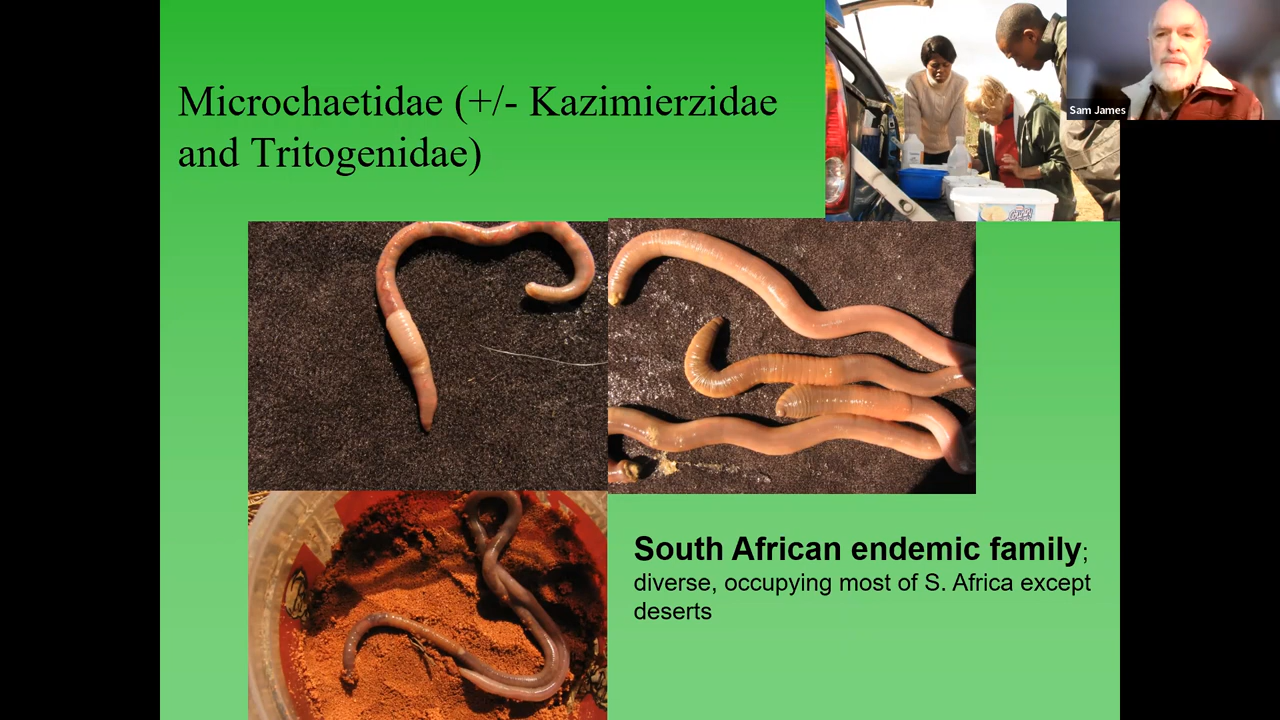 Microchaetidae (+/- Kazimierzidae
and Tritogenidae)
Sam James
South African endemic family;
diverse, occupying most of S. Africa except
deserts